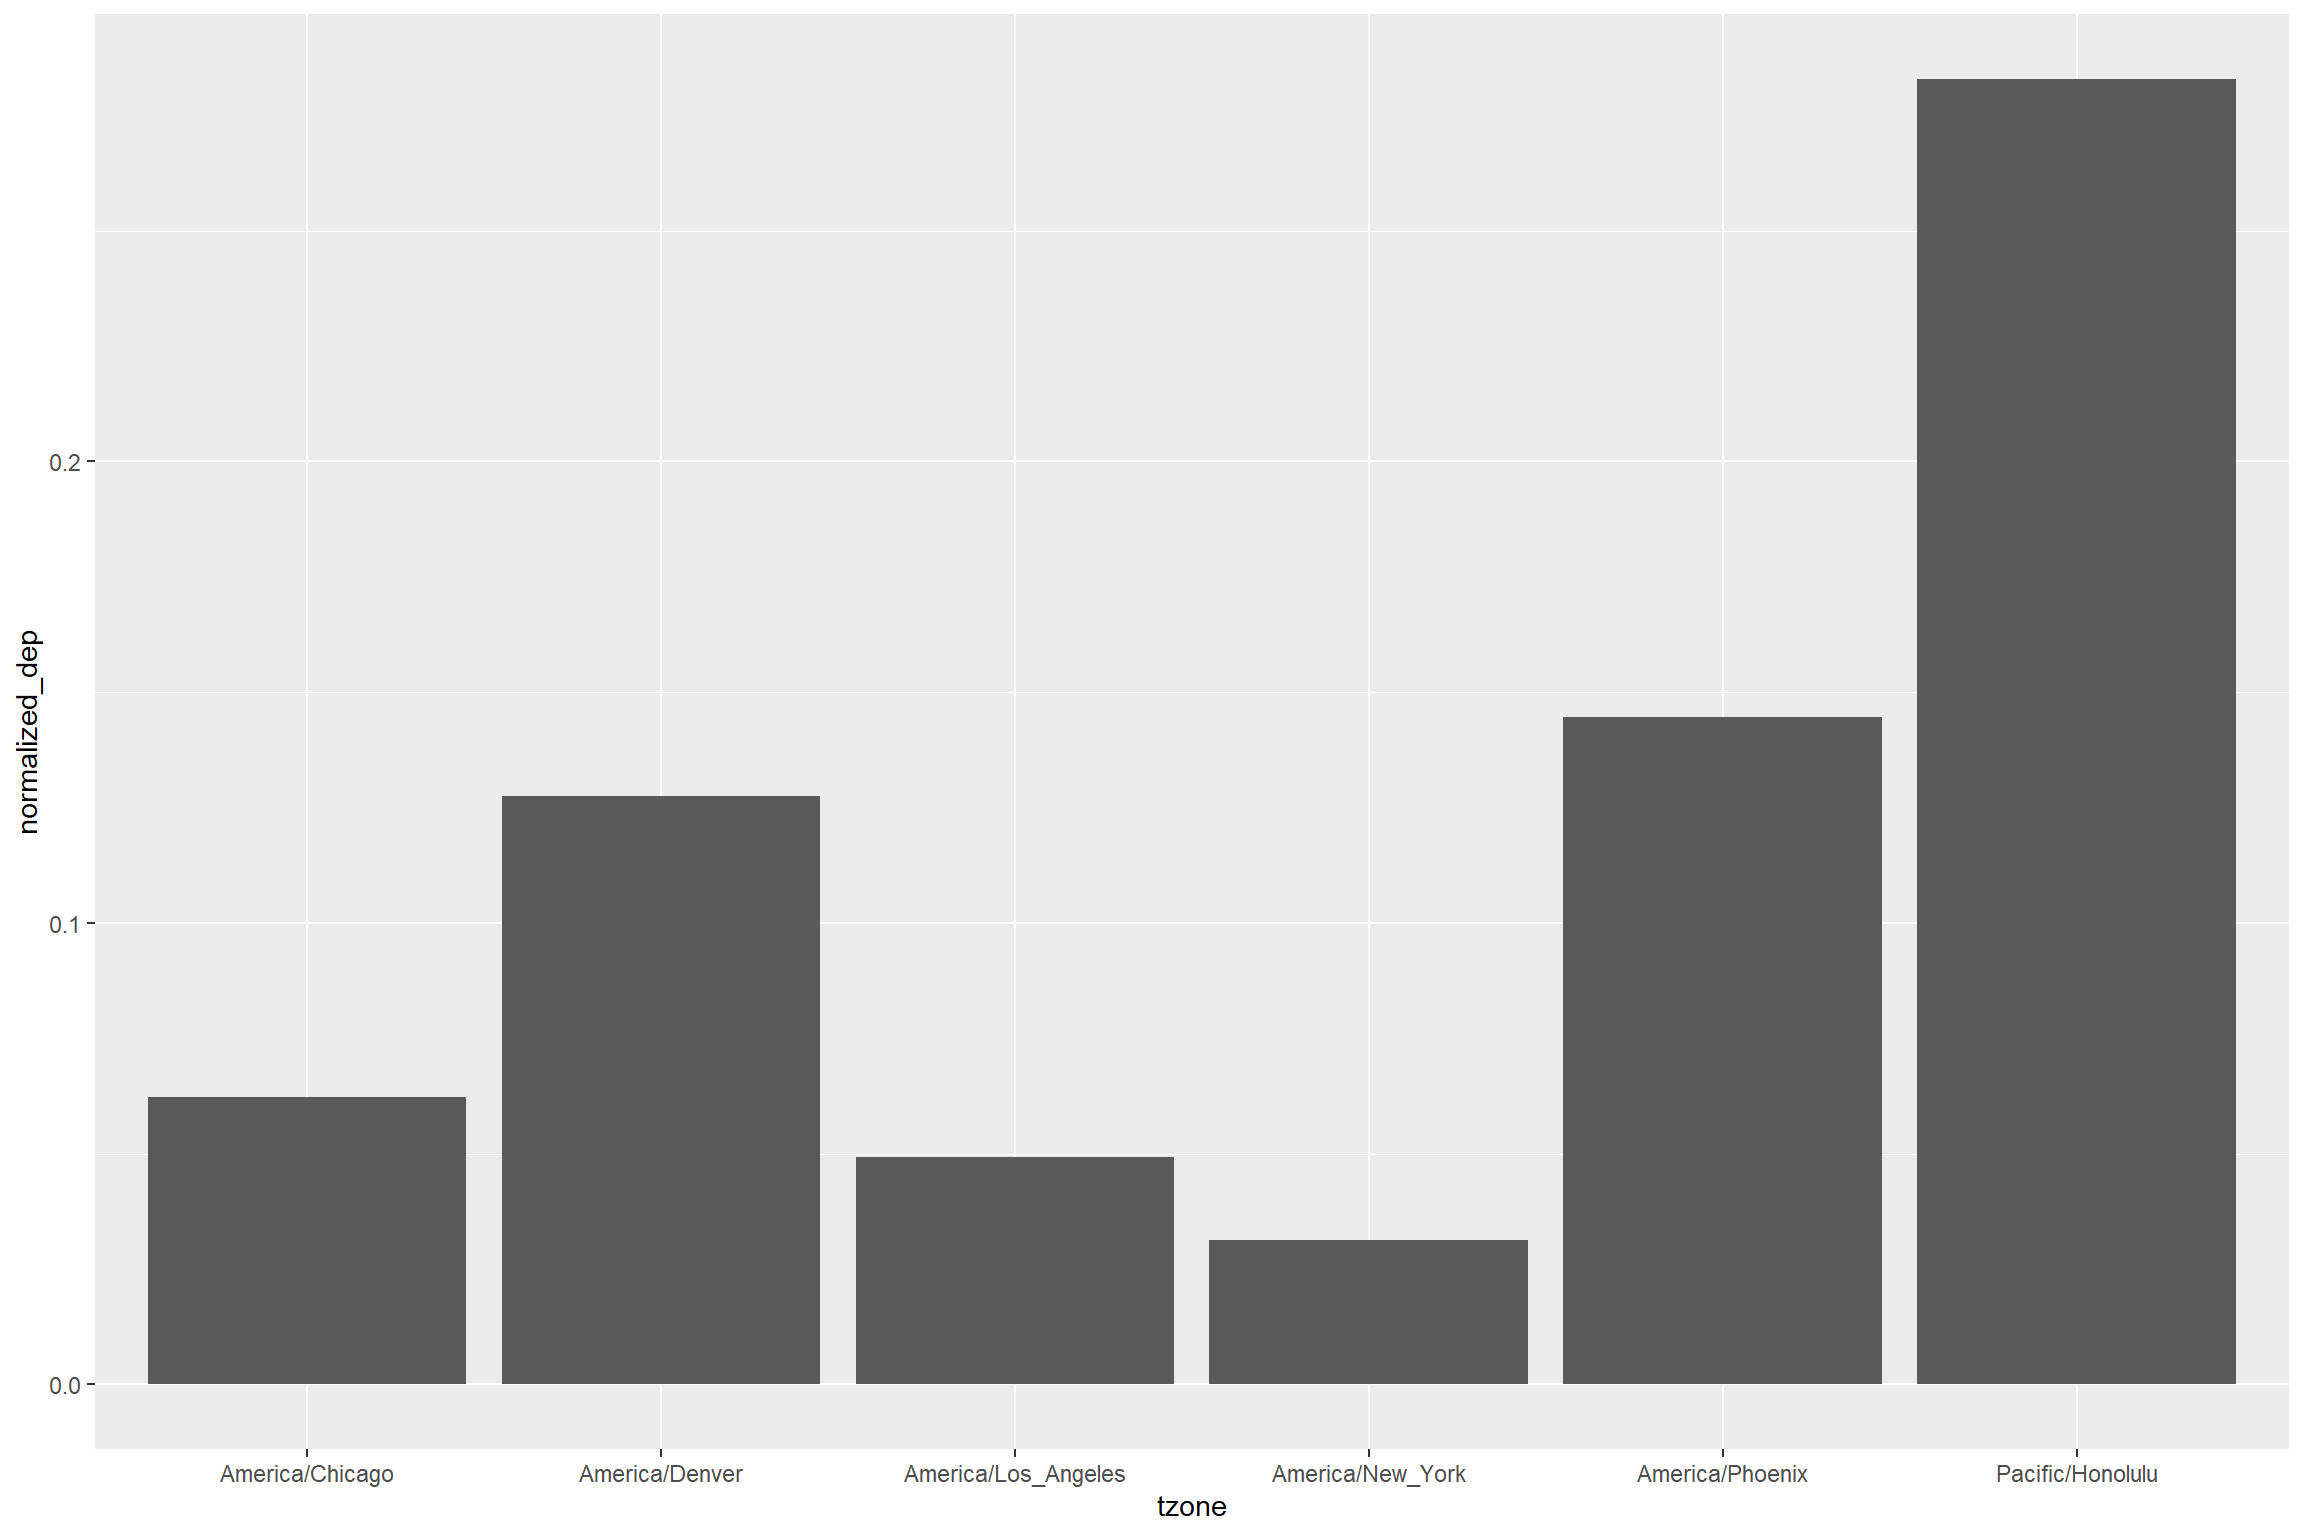 normalized_dep
0.2
0.1
0.0
America/Chicago America/Denver America/Los_Angeles America/New_York America/Phoenix Pacific/Honolulu
tzone